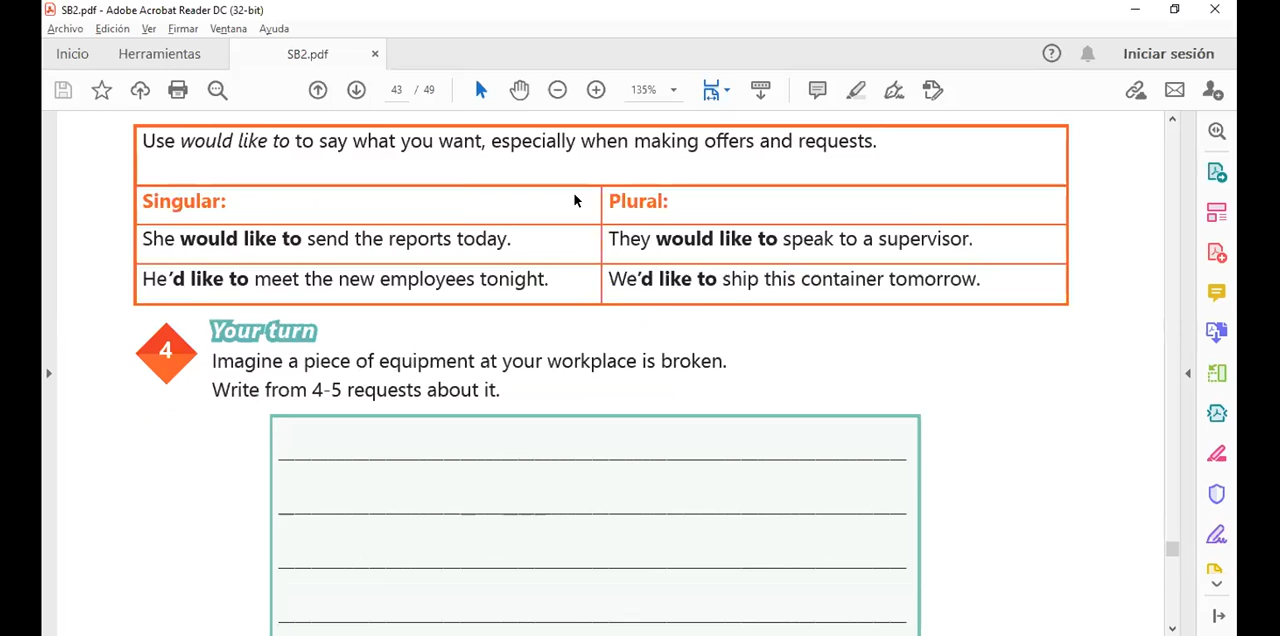 SB2.pdf - Adobe Acrobat Reader DC (32-bit)
Archivo Edición Ver Firmar Ventana Ayuda
Inicio Herramientas SB2.pdf × Iniciar sesión
43 / 49 135%
Use would like to to say what you want, especially when making offers and requests.
Singular: Plural:
She would like to send the reports today. They would like to speak to a supervisor.
He’d like to meet the new employees tonight. We’d like to ship this container tomorrow.
4 Your turn
Imagine a piece of equipment at your workplace is broken.
Write from 4-5 requests about it.